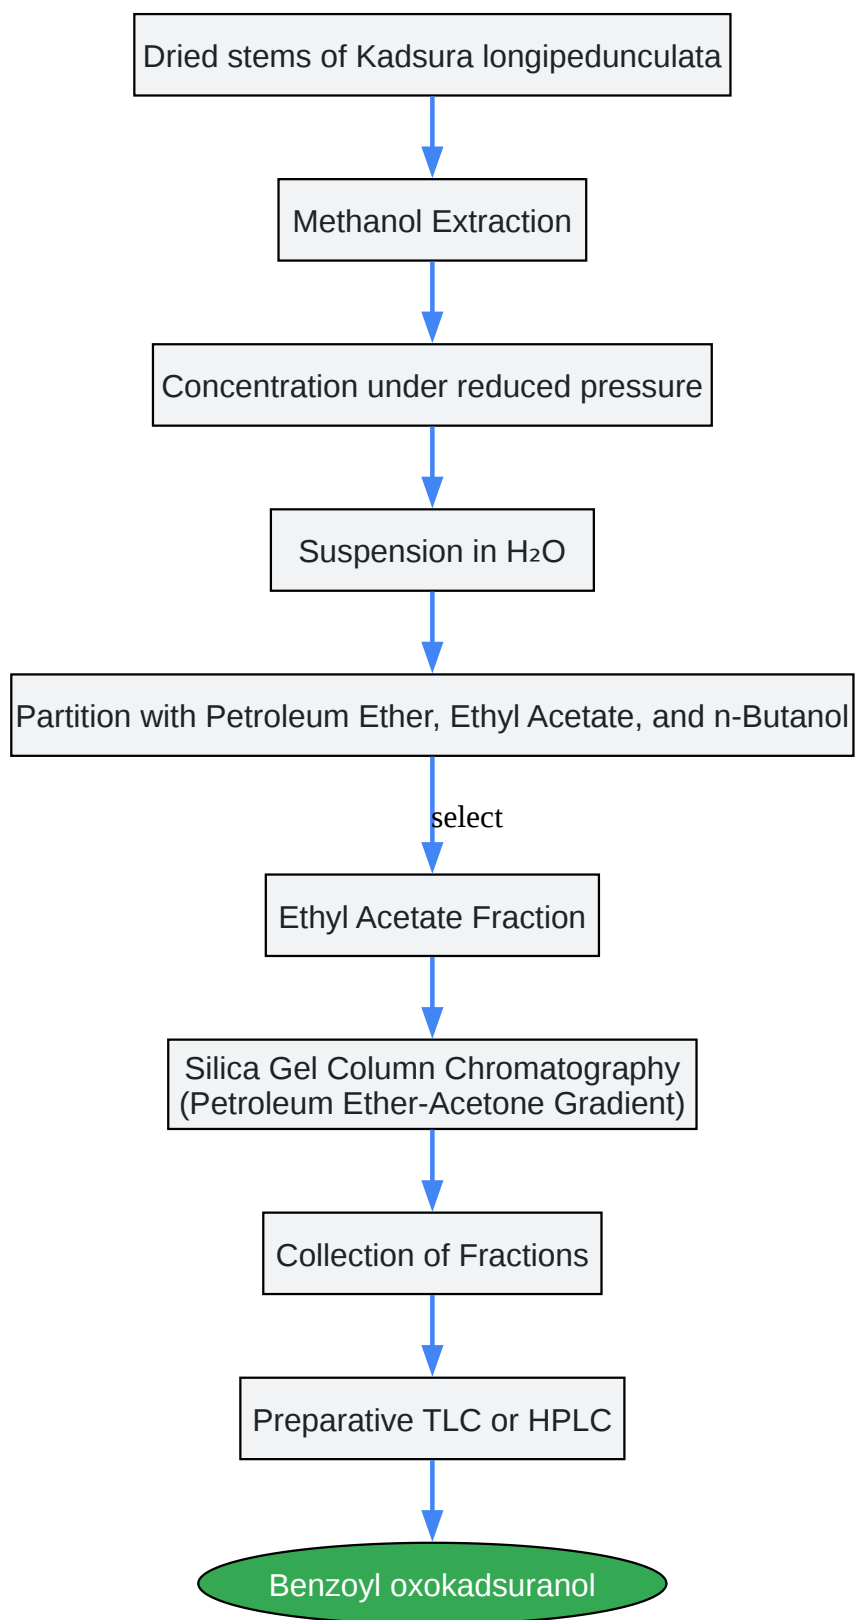 Dried stems of Kadsura longipedunculata
Methanol Extraction
Concentration under reduced pressure
Suspension in H₂O
Partition with Petroleum Ether, Ethyl Acetate, and n-Butanol
select
Ethyl Acetate Fraction
Silica Gel Column Chromatography
(Petroleum Ether-Acetone Gradient)
Collection of Fractions
Preparative TLC or HPLC
Benzoyl oxokadsuranol